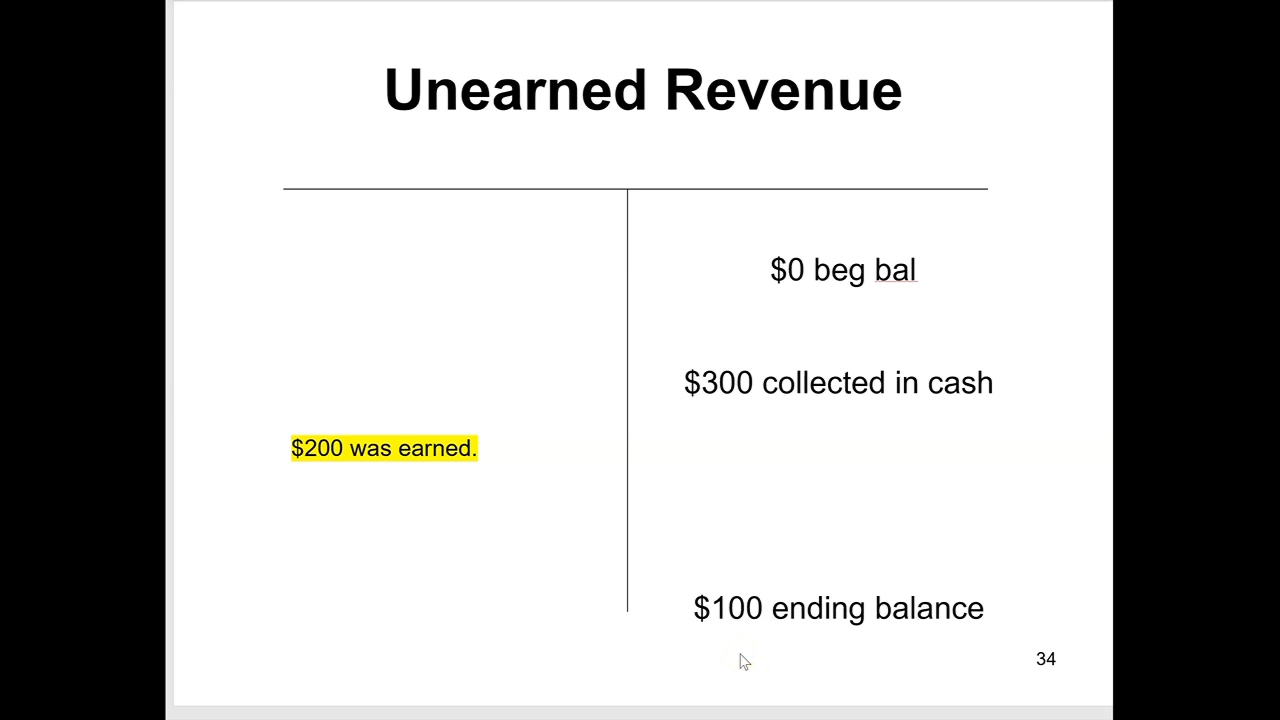 Unearned Revenue
$0 beg bal
$300 collected in cash
$200 was earned.
$100 ending balance
34